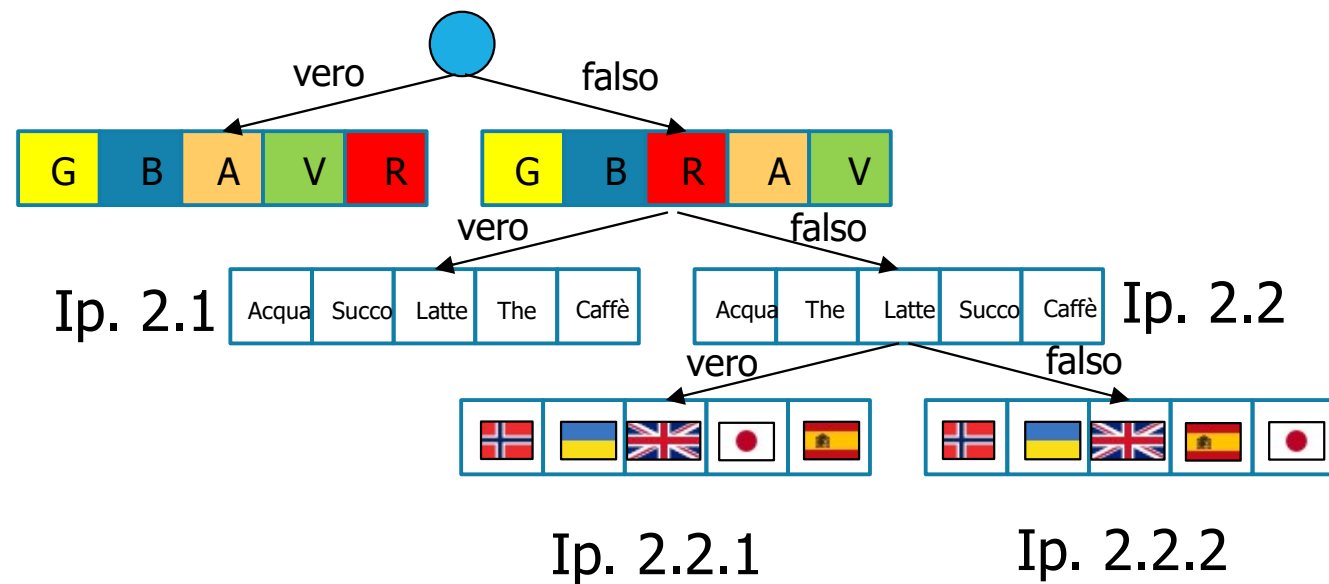 vero falso
G B A V R G B R A V
vero falso
Ip. 2.1 Acqua Succo Latte The Caffè Acqua The Latte Succo Caffè Ip. 2.2
vero falso
Ip. 2.2.1 Ip. 2.2.2